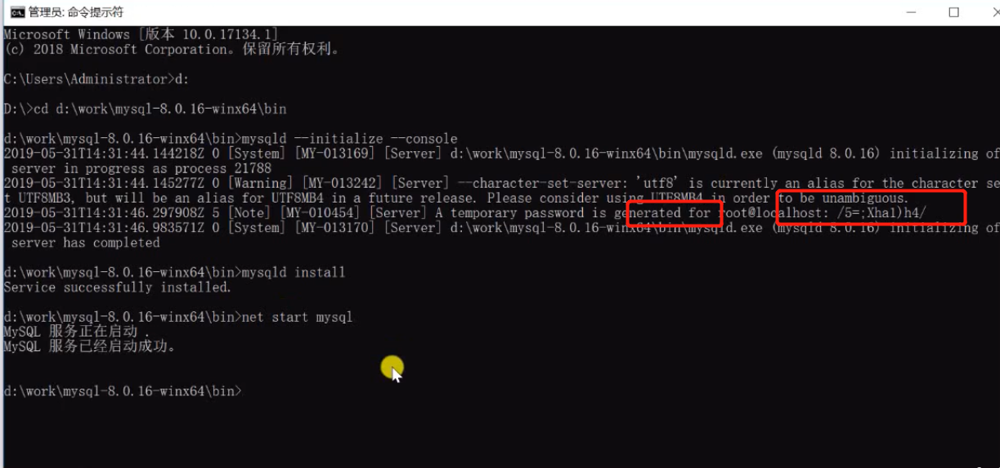 管理员: 命令提示符
Microsoft Windows [版本 10.0.17134.1]
(c) 2018 Microsoft Corporation。保留所有权利。
C:\Users\Administrator>d:
D:\>cd d:\work\mysql-8.0.16-winx64\bin
d:\work\mysql-8.0.16-winx64\bin>mysqld --initialize --console
2019-05-31T14:31:44.144218Z 0 [System] [MY-013169] [Server] d:\work\mysql-8.0.16-winx64\bin\mysqld.exe (mysqld 8.0.16) initializing of
server in progress as process 21788
2019-05-31T14:31:44.145277Z 0 [Warning] [MY-013242] [Server] --character-set-server: 'utf8' is currently an alias for the character se
t UTF8MB3, but will be an alias for UTF8MB4 in a future release. Please consider using UTF8MB4 in order to be unambiguous.
2019-05-31T14:31:46.297908Z 5 [Note] [MY-010454] [Server] A temporary password is generated for root@localhost: /5=;Xha1)h4/
2019-05-31T14:31:46.983571Z 0 [System] [MY-013170] [Server] d:\work\mysql-8.0.16-winx64\bin\mysqld.exe (mysqld 8.0.16) initializing of
server has completed
d:\work\mysql-8.0.16-winx64\bin>mysqld install
Service successfully installed.
d:\work\mysql-8.0.16-winx64\bin>net start mysql
MySQL 服务正在启动 .
MySQL 服务已经启动成功。
d:\work\mysql-8.0.16-winx64\bin>